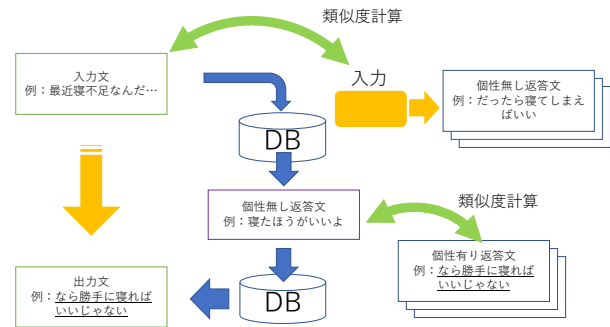 類似度計算
入力文
例：最近寝不足なんだ…
入力
個性無し返答文
例：だったら寝てしまえ
ばいい
DB
個性無し返答文
例：寝たほうがいいよ
類似度計算
個性有り返答文
例：なら勝手に寝れば
いいじゃない
出力文
例：なら勝手に寝れば
いいじゃない
DB